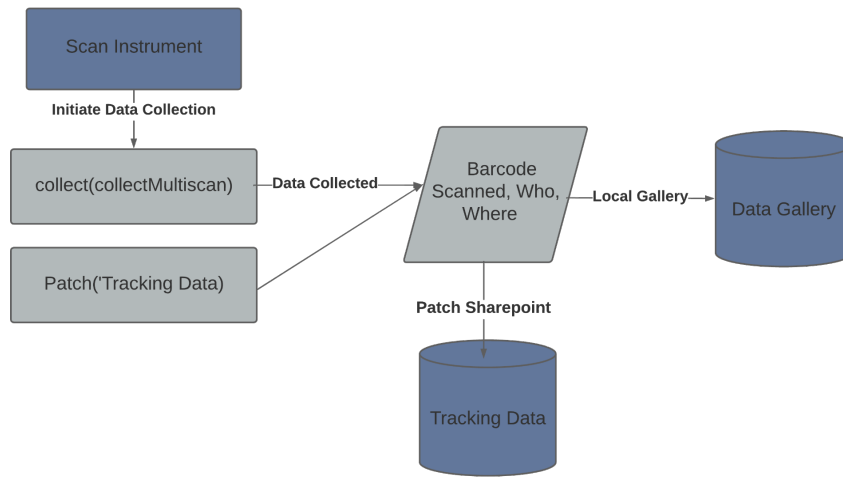 Scan Instrument
Initiate Data Collection
collect(collectMultiscan)
Data Collected
Patch('Tracking Data)
Barcode
Scanned, Who,
Where
Local Gallery
Data Gallery
Patch Sharepoint
Tracking Data